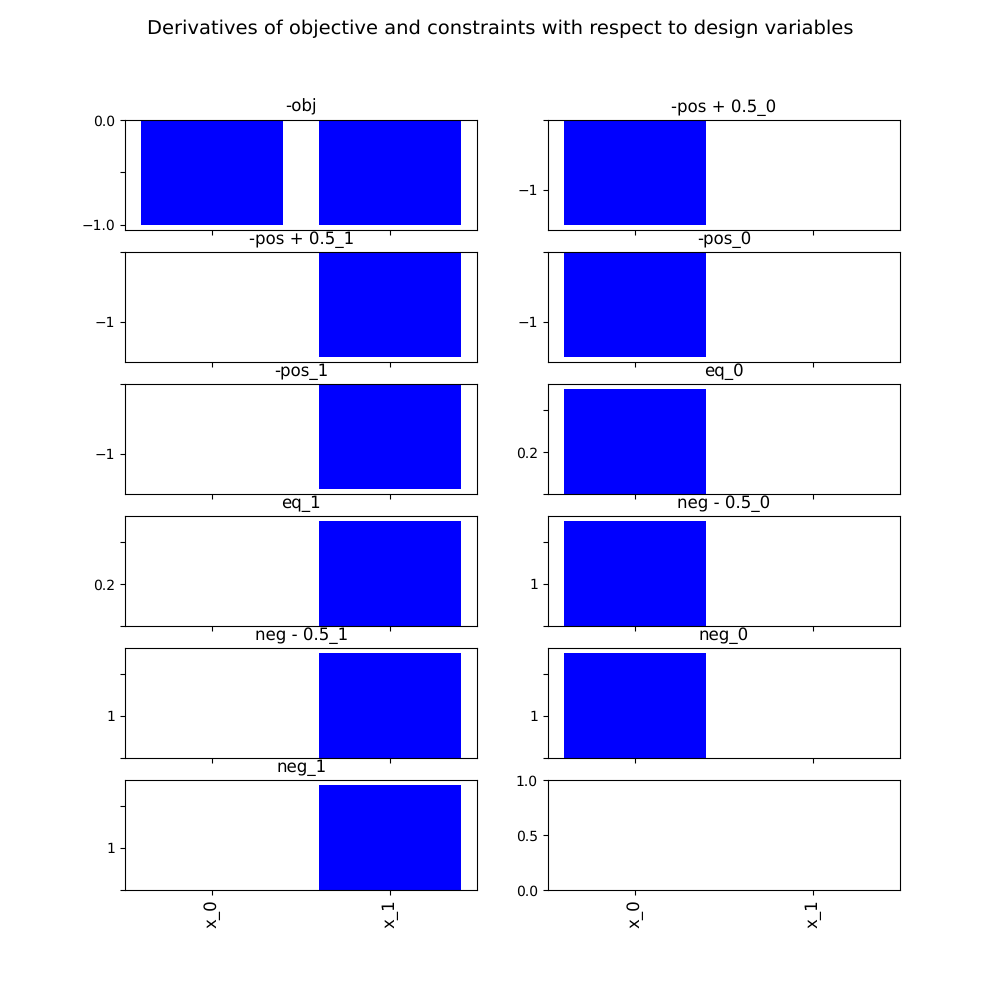 Derivatives of objective and constraints with respect to design variables
-obj
0.0
−1.0
-pos + 0.5_0
−1
-pos + 0.5_1
−1
-pos_0
−1
-pos_1
−1
eq_0
0.2
eq_1
0.2
neg - 0.5_0
1
neg - 0.5_1
1
neg_0
1
neg_1
1
x_0
x_1
1.0
0.5
0.0
x_0
x_1